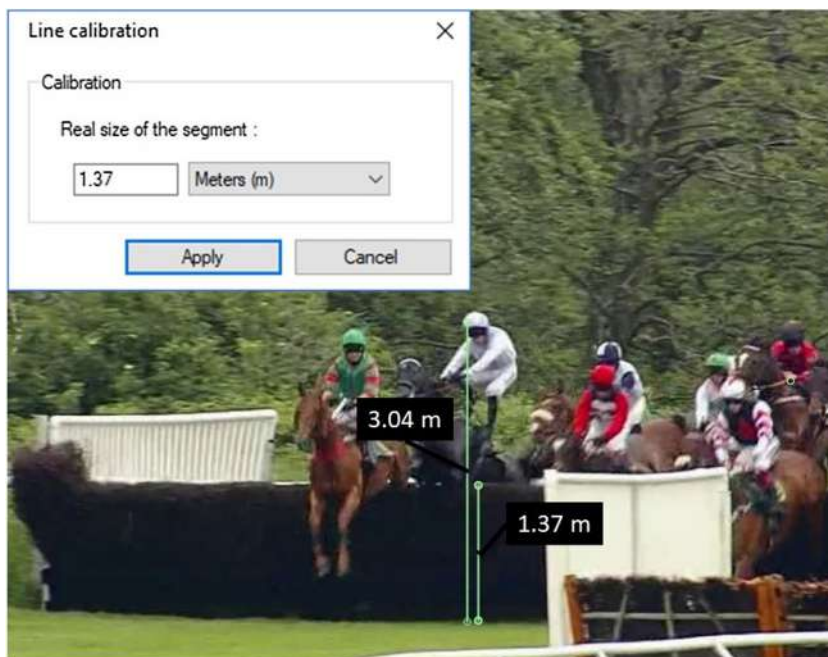 Line calibration
Calibration
Real size of the segment :
1.37
Meters (m)
Apply
Cancel
3.04 m
1.37 m